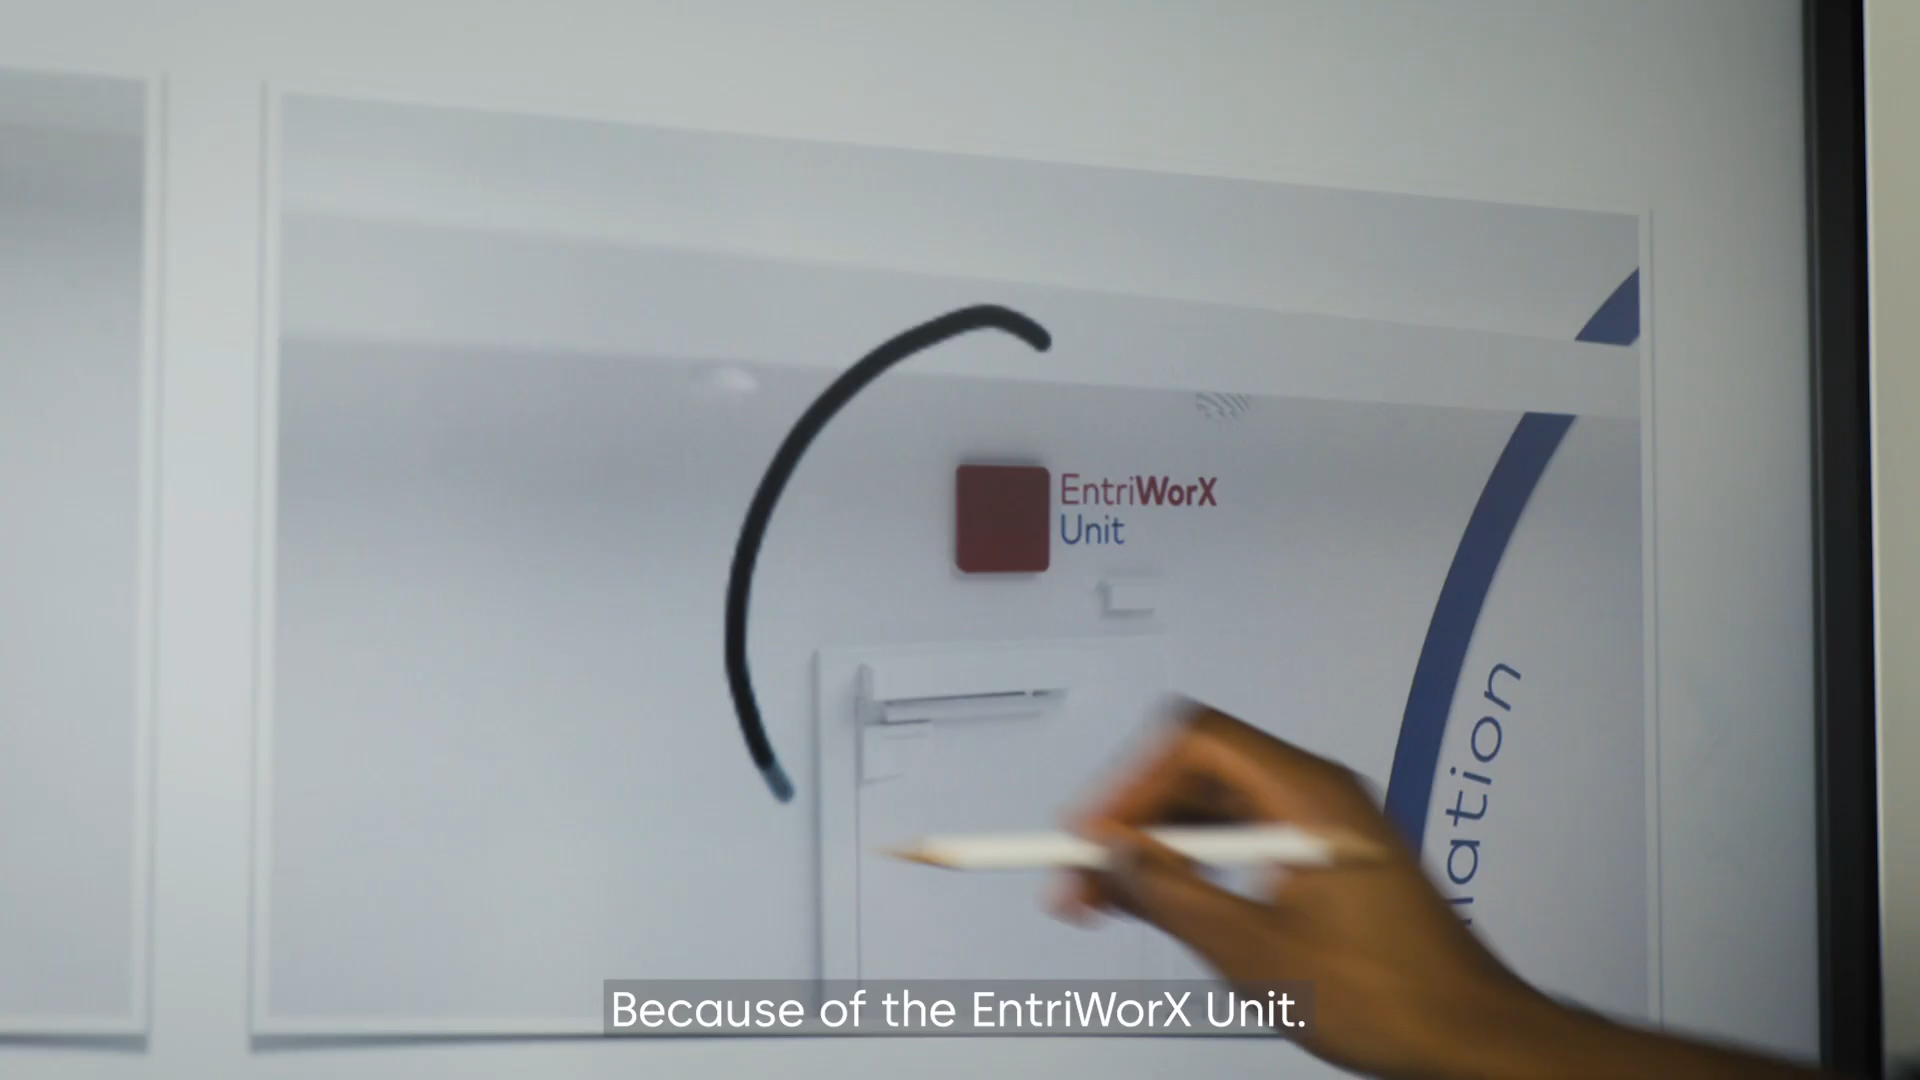 EntriWorX
Unit
Because of the EntriWorX Unit.